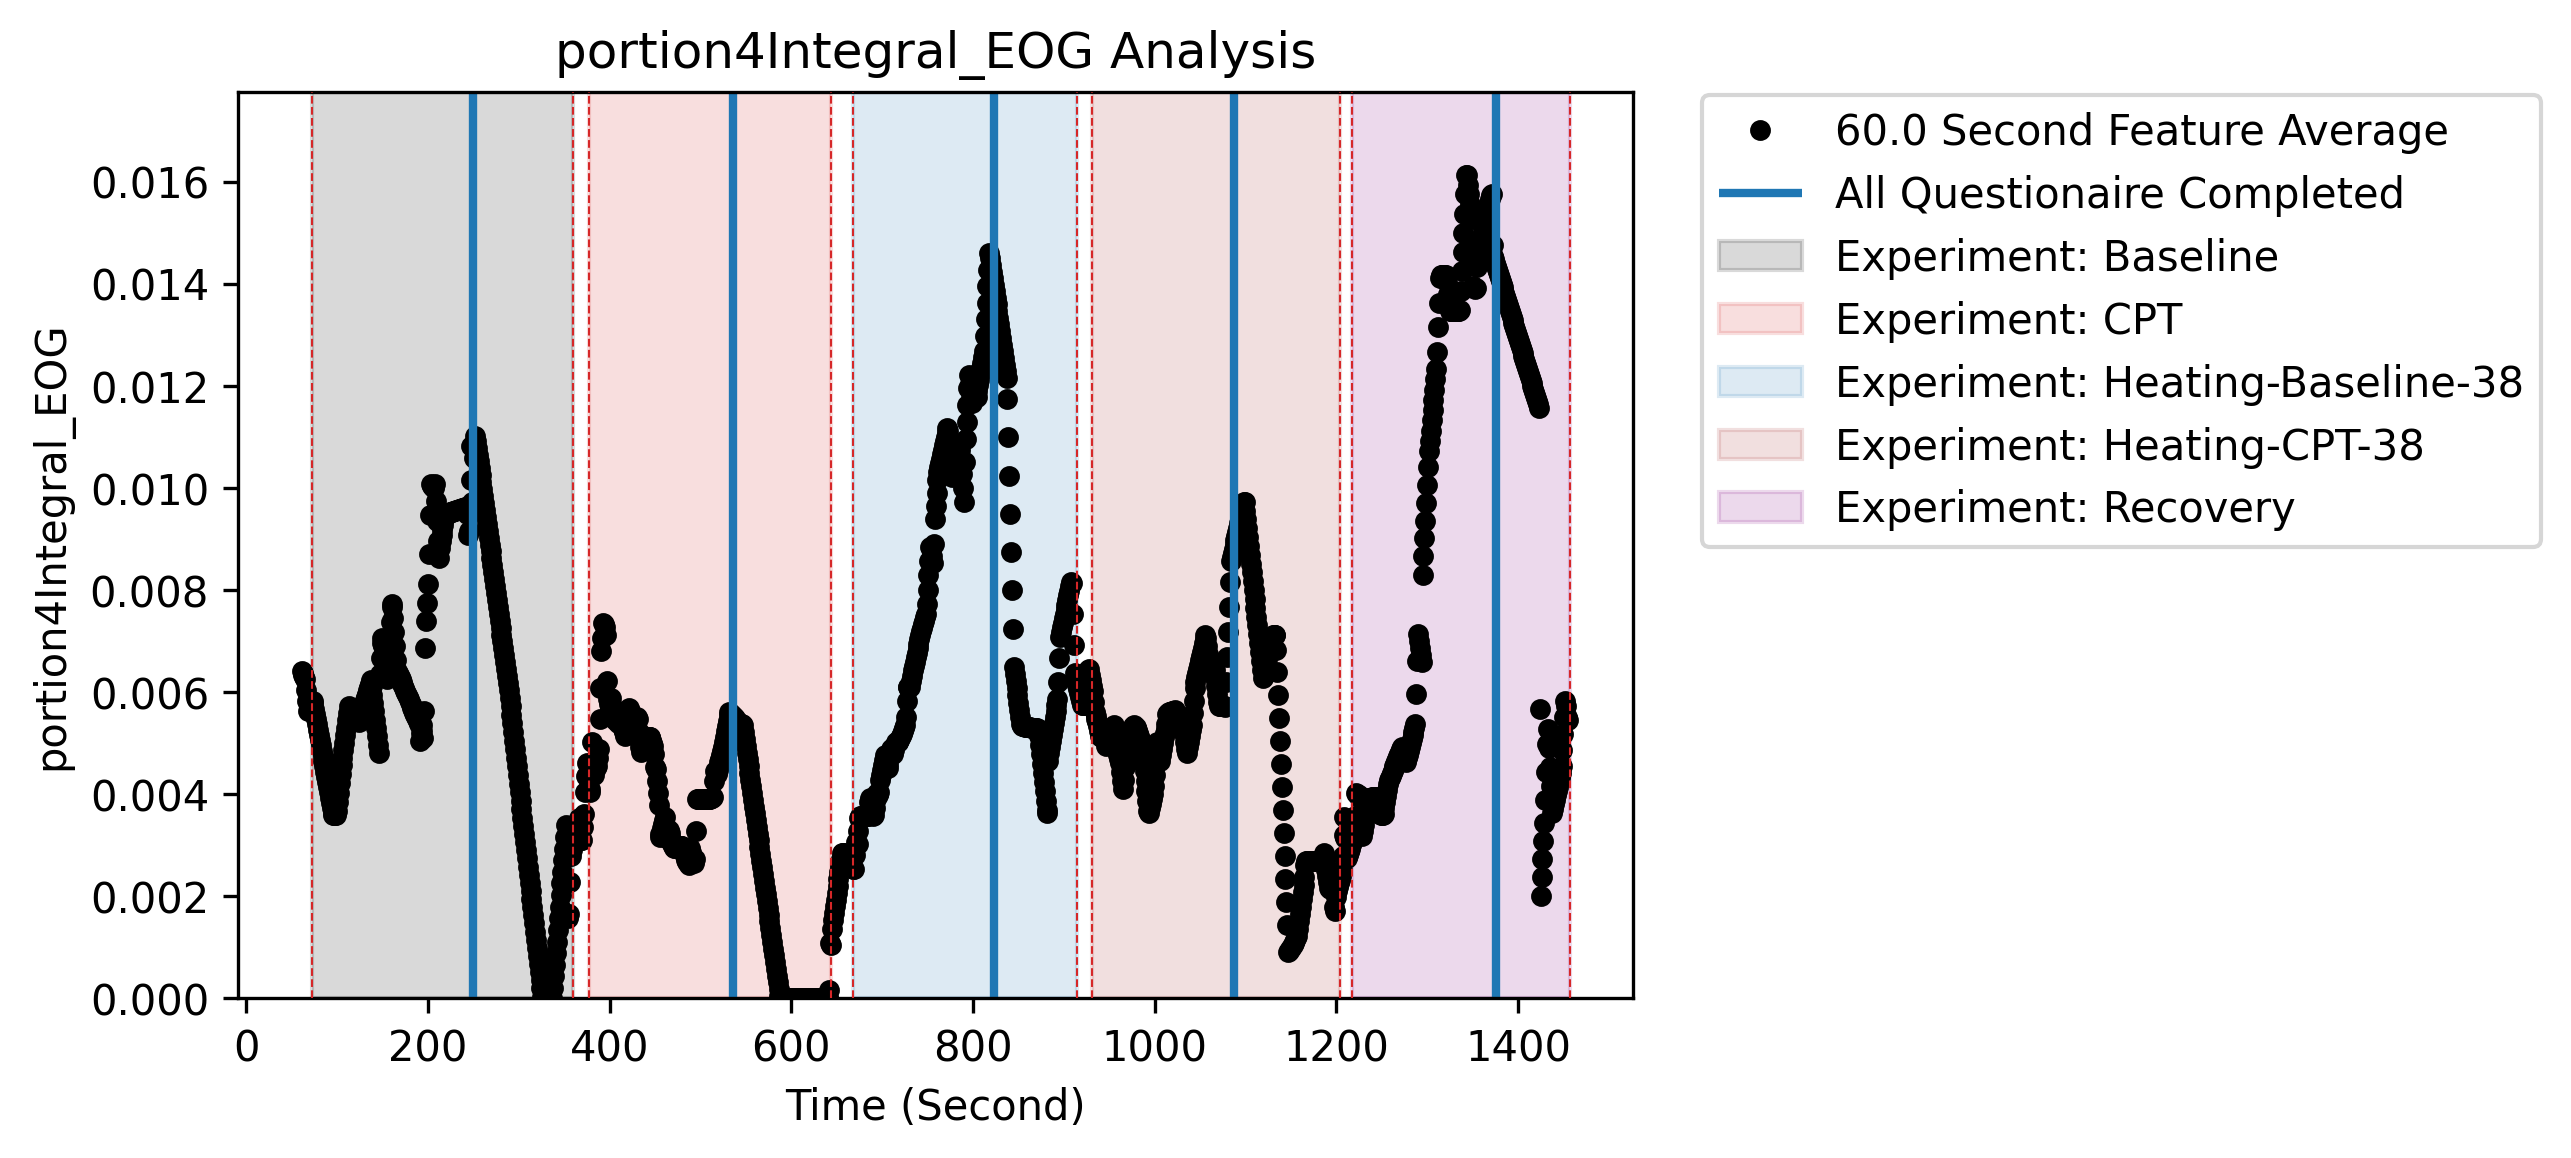 portion4Integral_EOG Analysis
portion4Integral_EOG
0.016
0.014
0.012
0.010
0.008
0.006
0.004
0.002
0.000
0 200 400 600 800 1000 1200 1400
Time (Second)
60.0 Second Feature Average
All Questionaire Completed
Experiment: Baseline
Experiment: CPT
Experiment: Heating-Baseline-38
Experiment: Heating-CPT-38
Experiment: Recovery